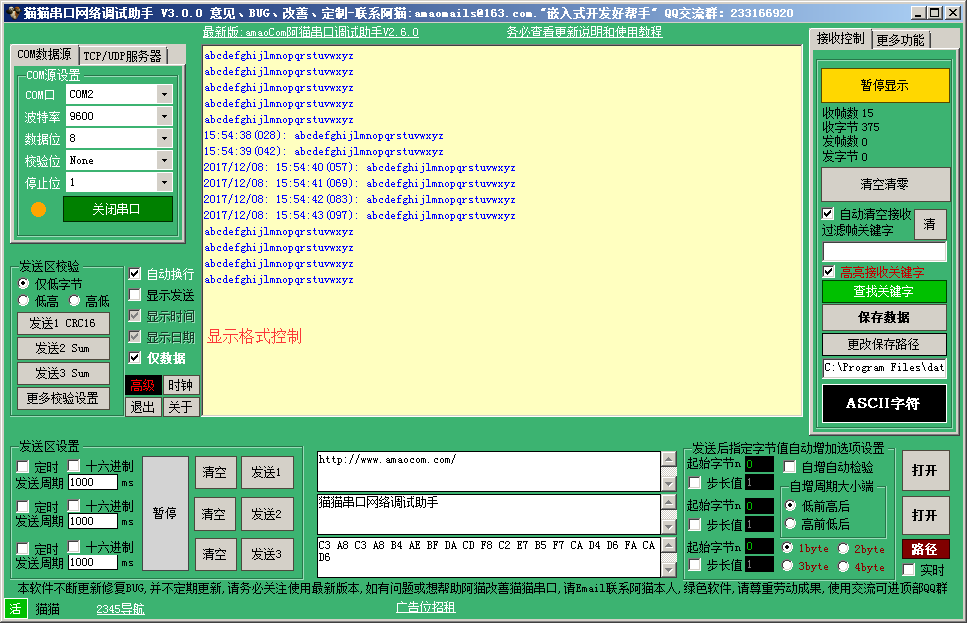 猫猫串口网络调试助手 V3.0.0 意见、BUG、改善、定制-联系阿猫:amaomails@163.com."嵌入式开发好帮手" QQ交流群: 233166920
最新版:amaoCom阿猫串口调试助手V2.6.0
务必查看更新说明和使用教程
COM数据源
TCP/UDP服务器
COM源设置
COM口 COM2
波特率 9600
数据位 8
校验位 None
停止位 1
关闭串口
发送区校验
仅低字节
低高 高低
发送1 CRC16
发送2 Sum
发送3 Sum
更多校验设置
自动换行
显示发送
显示时间
显示日期
仅数据
高级 时钟
退出 关于
abcdefghijlmnopqrstuvwxyz
abcdefghijlmnopqrstuvwxyz
abcdefghijlmnopqrstuvwxyz
abcdefghijlmnopqrstuvwxyz
abcdefghijlmnopqrstuvwxyz
15:54:38(028): abcdefghijlmnopqrstuvwxyz
15:54:39(042): abcdefghijlmnopqrstuvwxyz
2017/12/08: 15:54:40(057): abcdefghijlmnopqrstuvwxyz
2017/12/08: 15:54:41(069): abcdefghijlmnopqrstuvwxyz
2017/12/08: 15:54:42(083): abcdefghijlmnopqrstuvwxyz
2017/12/08: 15:54:43(097): abcdefghijlmnopqrstuvwxyz
abcdefghijlmnopqrstuvwxyz
abcdefghijlmnopqrstuvwxyz
abcdefghijlmnopqrstuvwxyz
abcdefghijlmnopqrstuvwxyz
显示格式控制
接收控制
更多功能
暂停显示
收帧数 15
收字节 375
发帧数 0
发字节 0
清空清零
自动清空接收
过滤帧关键字
清
高亮接收关键字
查找关键字
保存数据
更改保存路径
C:\Program Files\dat
ASCII字符
发送区设置
定时 十六进制
发送周期 1000 ms
定时 十六进制
发送周期 1000 ms
定时 十六进制
发送周期 1000 ms
暂停
清空 发送1
清空 发送2
清空 发送3
http://www.amaocom.com/
猫猫串口网络调试助手
C3 A8 C3 A8 B4 AE BF DA CD F8 C2 E7 B5 F7 CA D4 D6 FA CA
D6
发送后指定字节值自动增加选项设置
起始字节n 0
步长值 1
起始字节n 0
步长值 1
起始字节n 0
步长值 1
自增自动检验
自增周期大小端
低前高后
高前低后
1byte 2byte
3byte 4byte
打开
打开
路径
实时
本软件不断更新修复BUG,并不定期更新,请务必关注使用最新版本,如有问题或想帮助阿猫改善猫猫串口,请Email联系阿猫本人,绿色软件,请尊重劳动成果,使用交流可进顶部QQ群
活 猫猫
2345导航
广告位招租